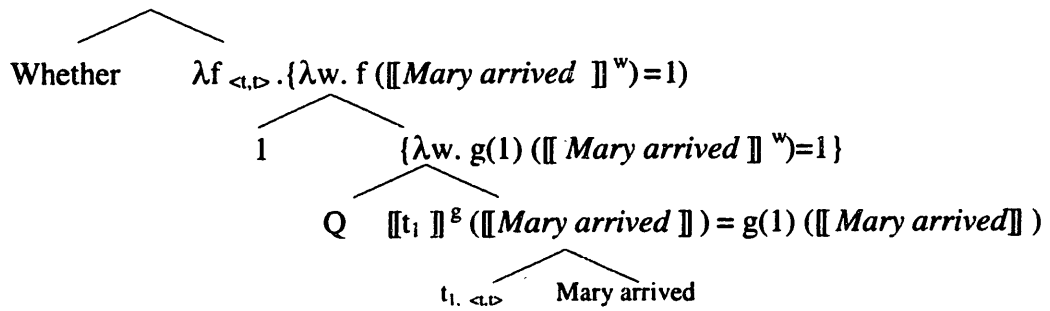 Whether λf <t,t> .{λw. f ([[Mary arrived ]] w)=1)
1 {λw. g(1) ([[ Mary arrived ]] w)=1}
Q [[t1 ]] g ([[Mary arrived ]] ) = g(1) ([[ Mary arrived]] )
t1, <t,t> Mary arrived